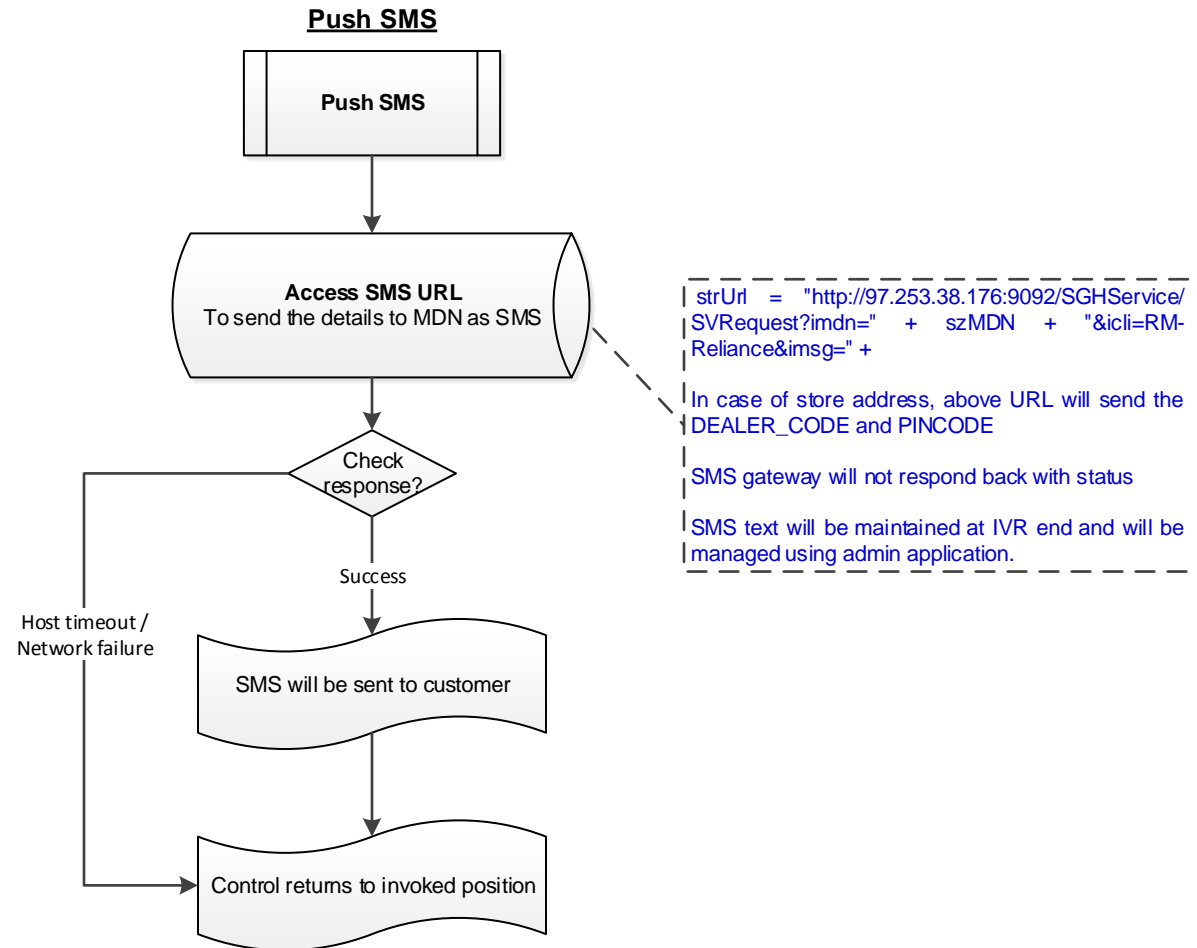 Push SMS
Push SMS
Access SMS URL
To send the details to MDN as SMS
strUrl = "http://97.253.38.176:9092/SGHService/
SVRequest?imdn=" + szMDN + "&icli=RM-
Reliance&imsg=" +
In case of store address, above URL will send the
DEALER_CODE and PINCODE
SMS gateway will not respond back with status
SMS text will be maintained at IVR end and will be
managed using admin application.
Check
response?
Success
Host timeout /
Network failure
SMS will be sent to customer
Control returns to invoked position